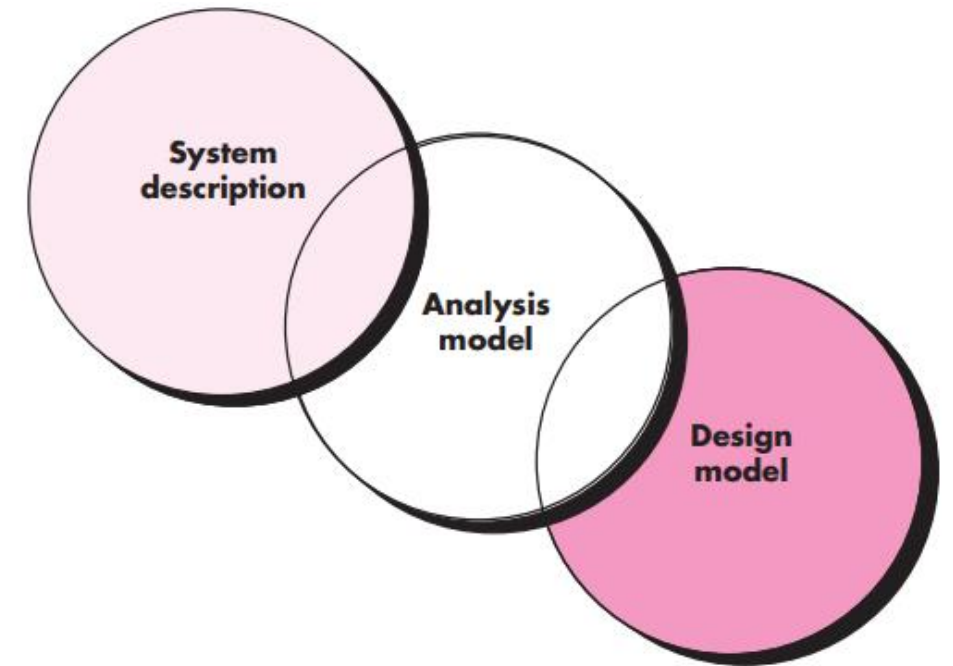 System
description
Analysis
model
Design
model